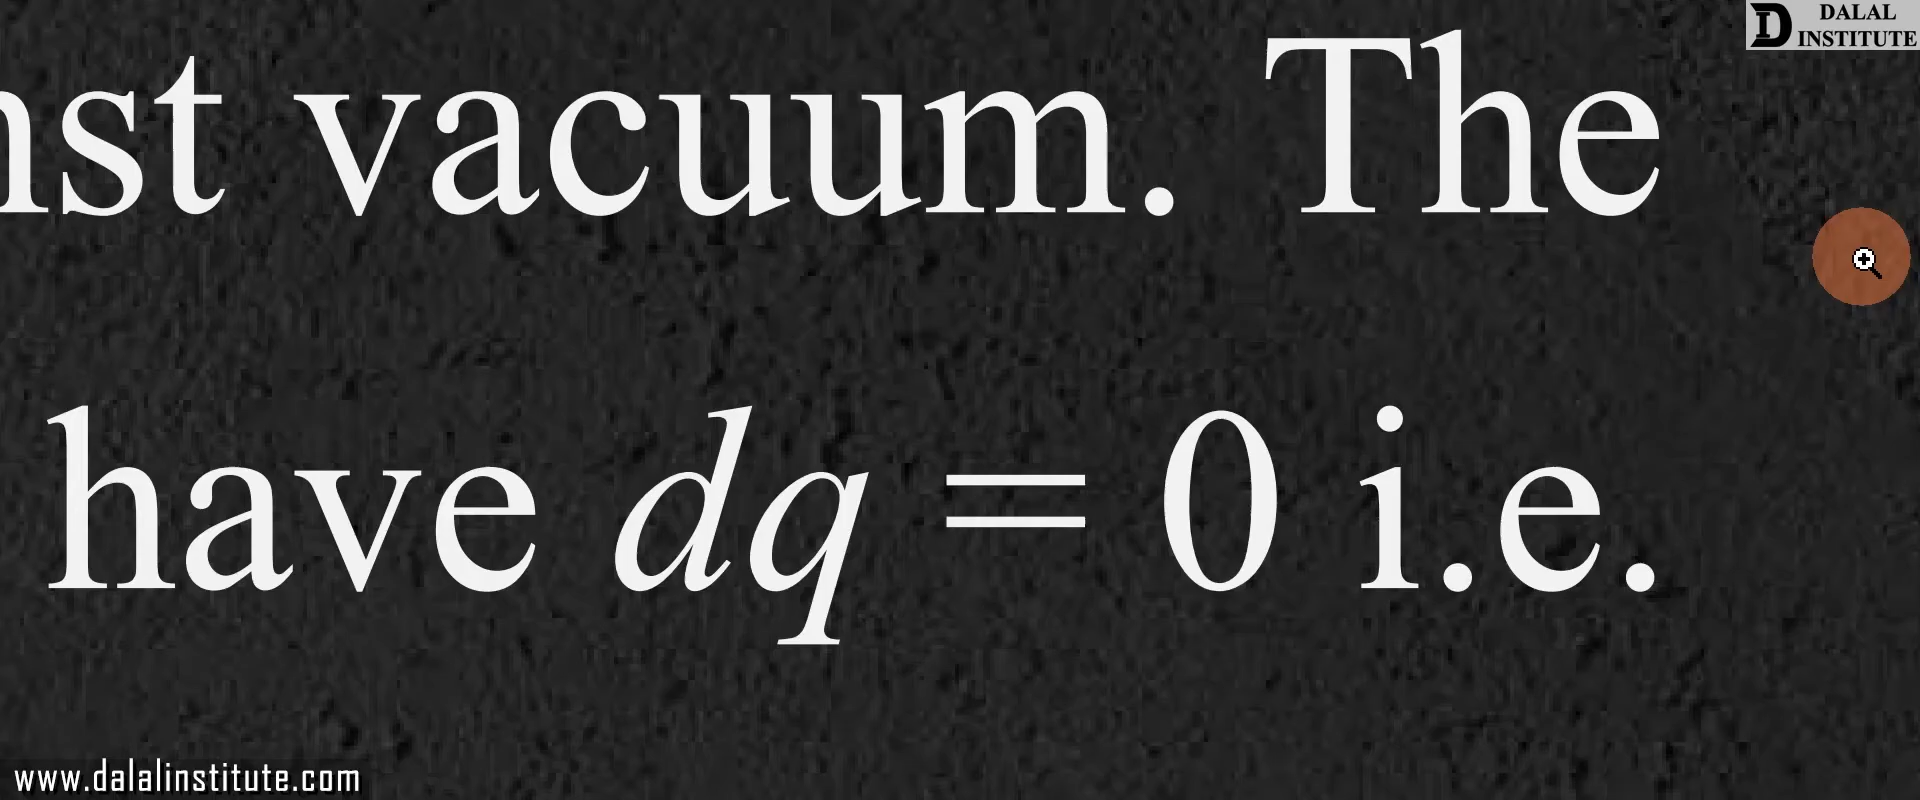 DALAL
INSTITUTE
nst vacuum. The
have dq = 0 i.e.
www.dalalinstitute.com